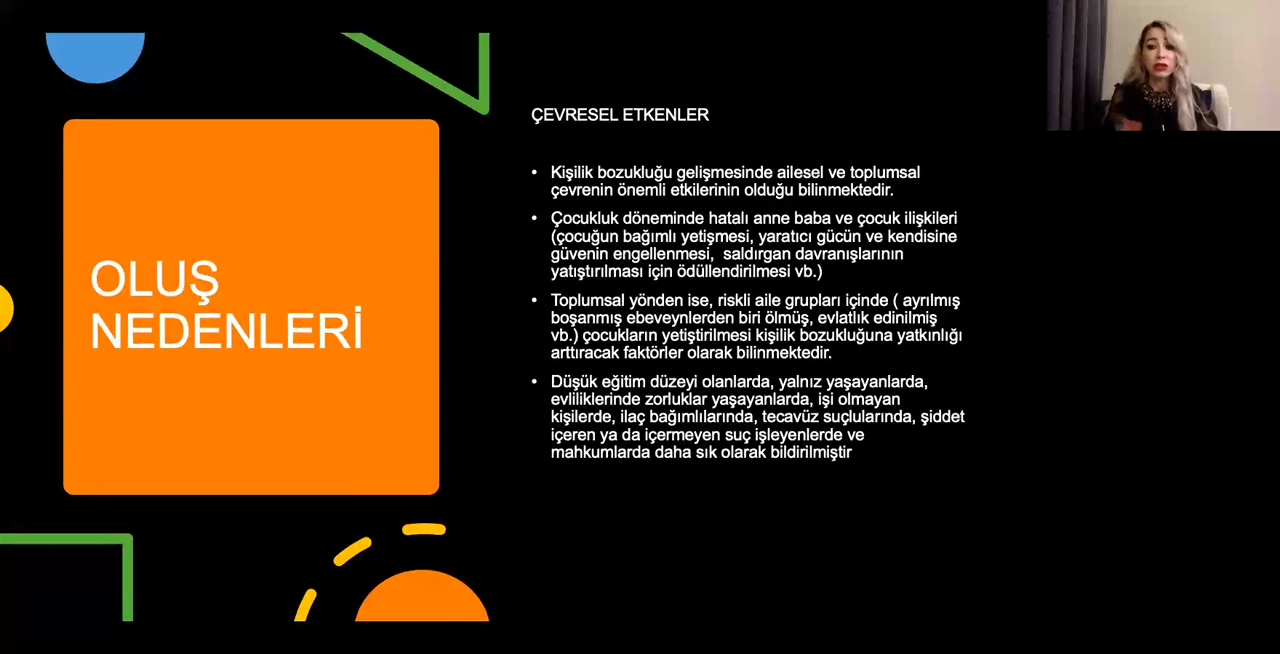 OLUŞ
NEDENLERİ
ÇEVRESEL ETKENLER
• Kişilik bozukluğu gelişmesinde ailesel ve toplumsal
çevrenin önemli etkilerinin olduğu bilinmektedir.
• Çocukluk döneminde hatalı anne baba ve çocuk ilişkileri
(çocuğun bağımlı yetişmesi, yaratıcı gücün ve kendisine
güvenin engellenmesi, saldırgan davranışlarının
yatıştırılması için ödüllendirilmesi vb.)
• Toplumsal yönden ise, riskli aile grupları içinde ( ayrılmış
boşanmış ebeveynlerden biri ölmüş, evlatlık edinilmiş
vb.) çocukların yetiştirilmesi kişilik bozukluğuna yatkınlığı
arttıracak faktörler olarak bilinmektedir.
• Düşük eğitim düzeyi olanlarda, yalnız yaşayanlarda,
evliliklerinde zorluklar yaşayanlarda, işi olmayan
kişilerde, ilaç bağımlılarında, tecavüz suçlularında, şiddet
içeren ya da içermeyen suç işleyenlerde ve
mahkumlarda daha sık olarak bildirilmiştir